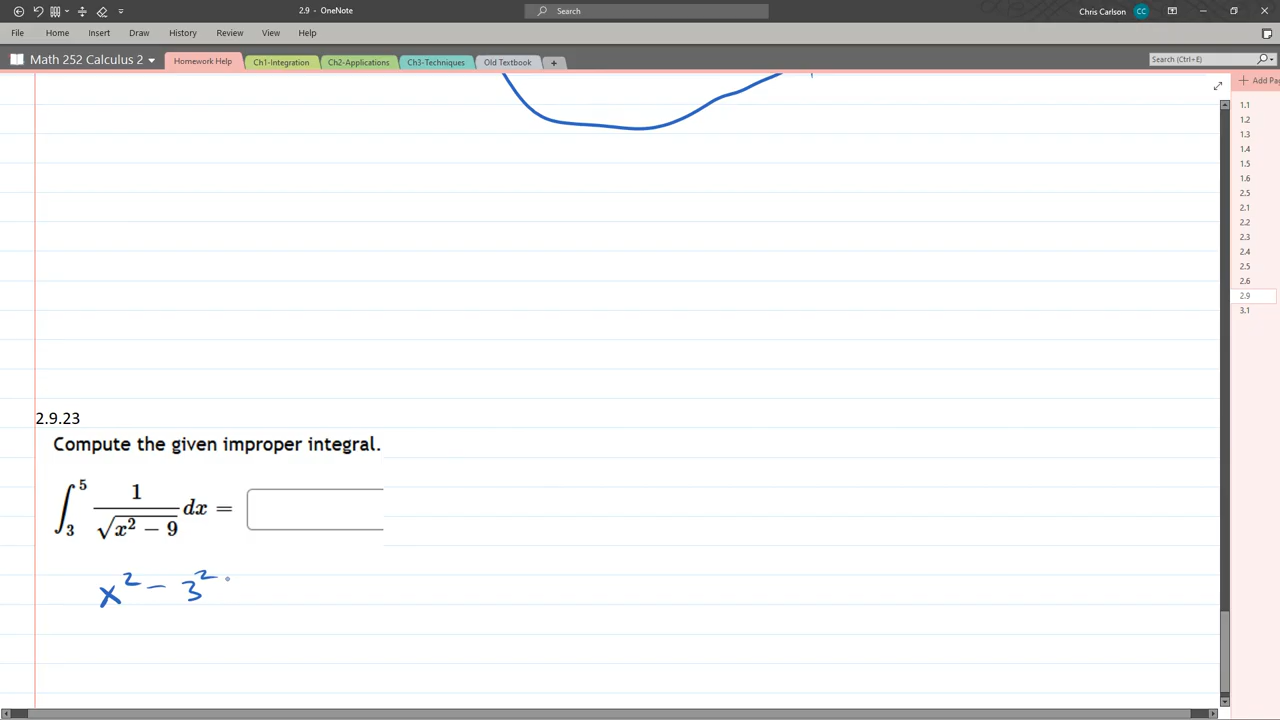 2.9 - OneNote
Search
Chris Carlson CC
File Home Insert Draw History Review View Help
Math 252 Calculus 2 Homework Help Ch1-Integration Ch2-Applications Ch3-Techniques Old Textbook + Search (Ctrl+E)
+ Add Pag
1.1
1.2
1.3
1.4
1.5
1.6
2.5
2.1
2.2
2.3
2.4
2.5
2.6
2.9
3.1
2.9.23
Compute the given improper integral.
∫₃⁵ 1/√(x² − 9) dx =
x² − 3²